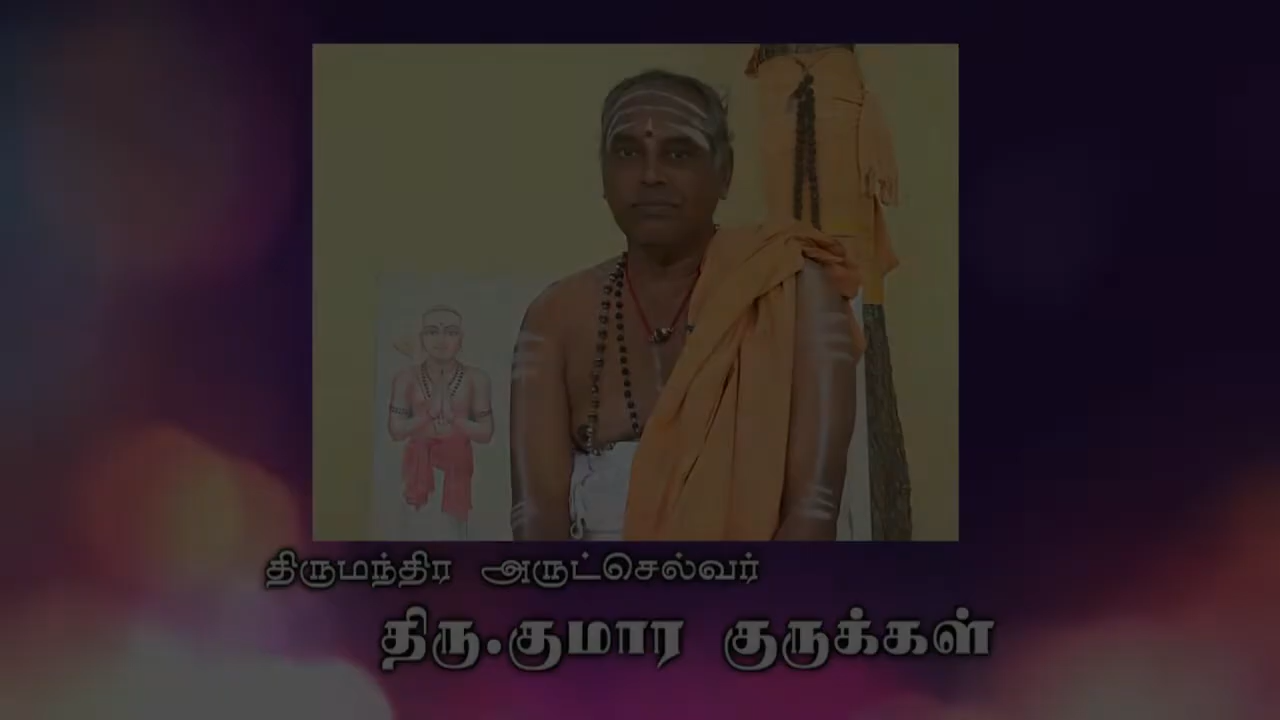 திருமந்திர அருட்செல்வர்
திரு.குமார குருக்கள்